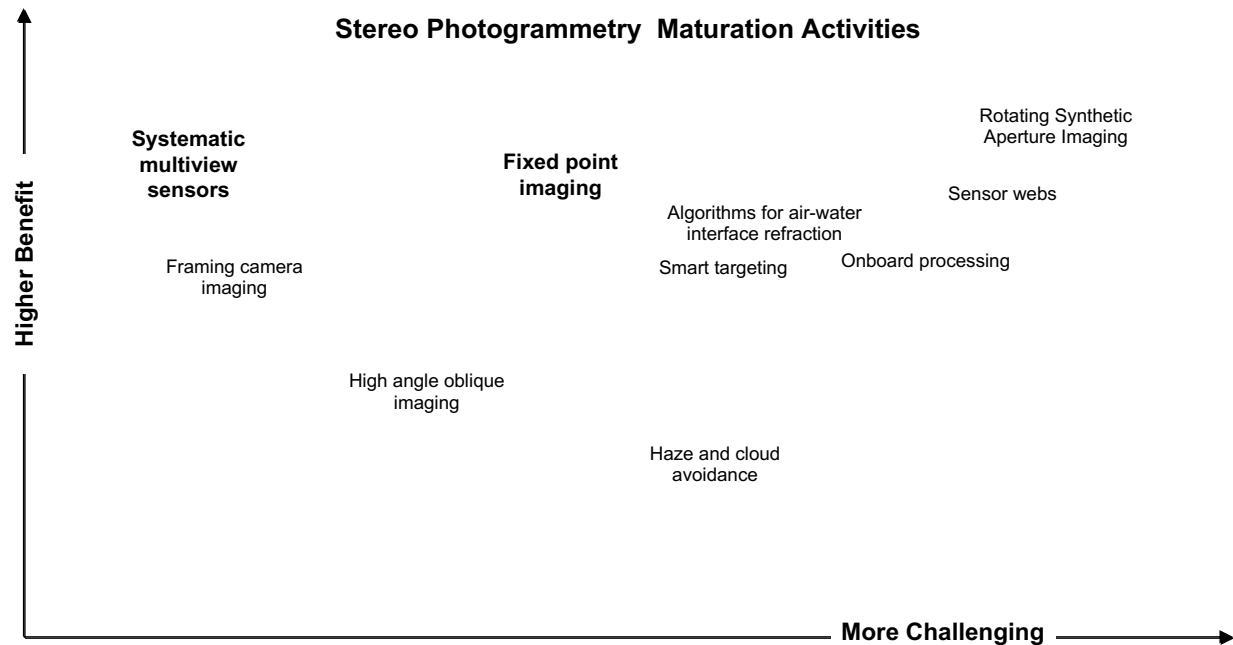 Stereo Photogrammetry  Maturation Activities
Higher Benefit
Rotating Synthetic
Aperture Imaging
Systematic
multiview
sensors
Fixed point
imaging
Sensor webs
Algorithms for air-water
interface refraction
Framing camera
imaging
Smart targeting
Onboard processing
High angle oblique
imaging
Haze and cloud
avoidance
More Challenging